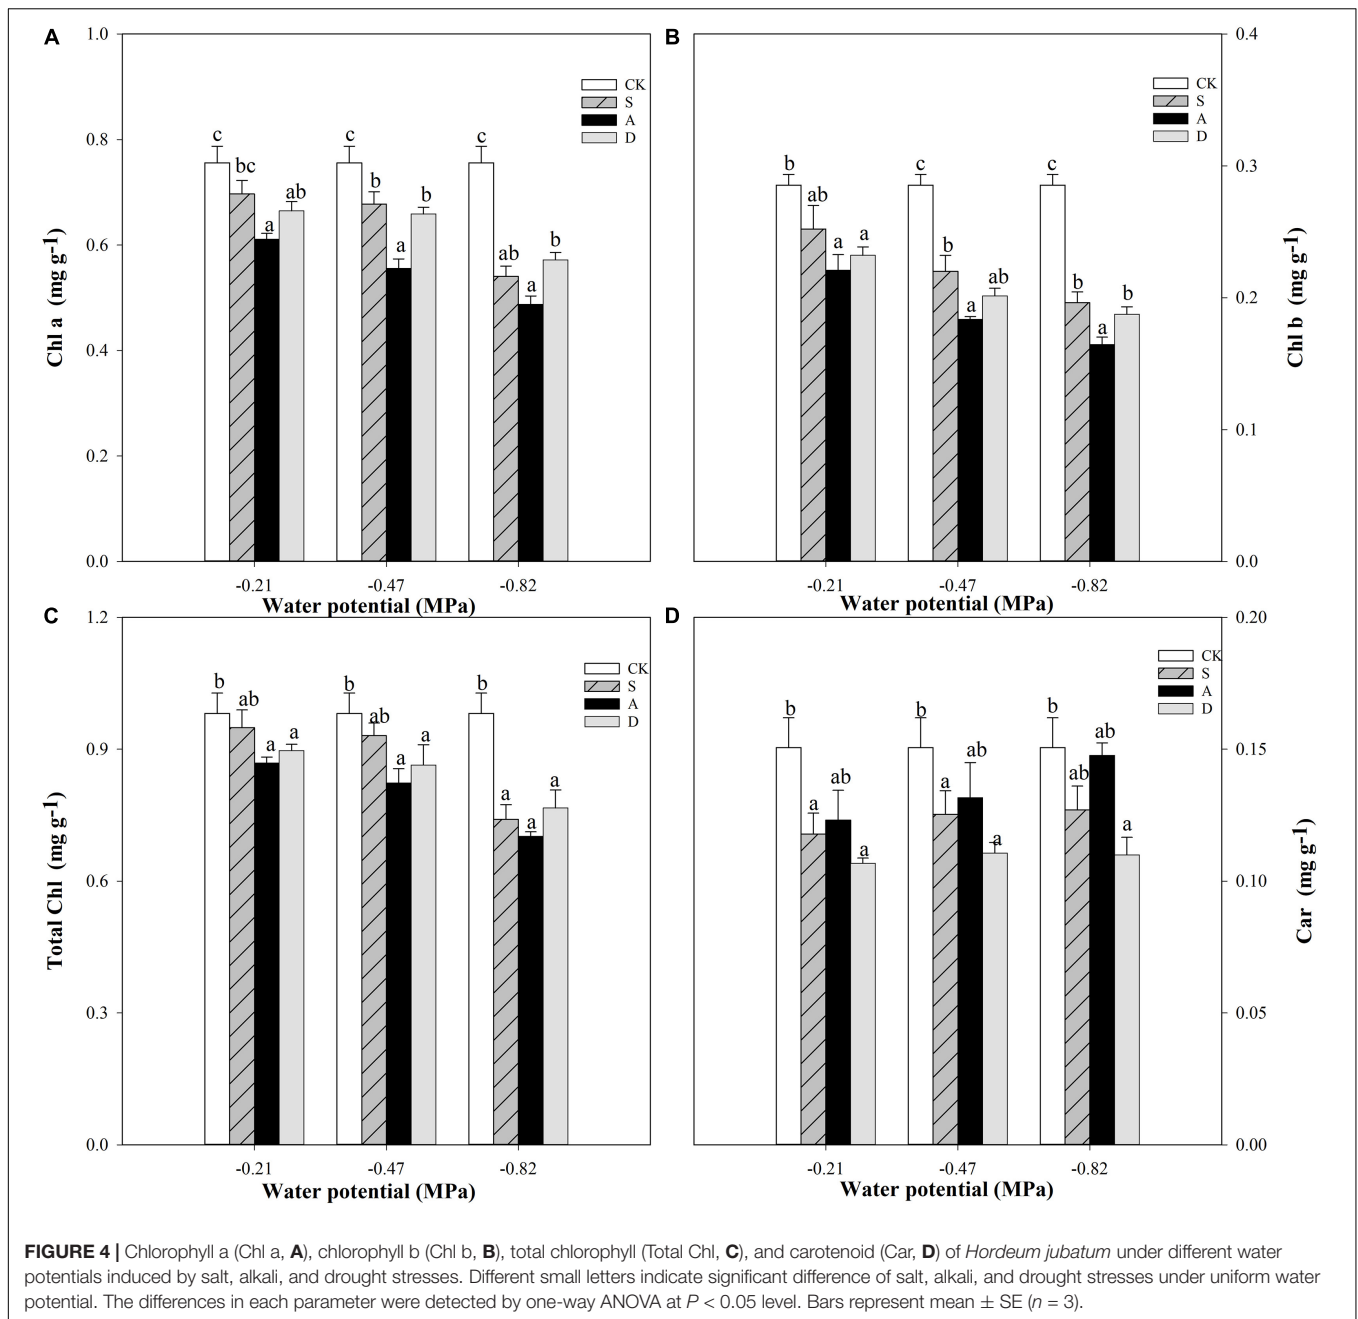 A
B
1.0
0.8
0.6
0.4
0.2
0.0
Chl a (mg g-1)
CK
S
A
D
c
bc
a
ab
c
b
a
b
c
ab
a
b
-0.21
-0.47
-0.82
Water potential (MPa)
0.4
0.3
0.2
0.1
0.0
Chl b (mg g-1)
CK
S
A
D
b
ab
a
a
c
b
a
ab
c
b
a
b
-0.21
-0.47
-0.82
Water potential (MPa)
C
D
1.2
0.9
0.6
0.3
0.0
Total Chl (mg g-1)
CK
S
A
D
b
ab
a
a
b
ab
a
a
b
a
a
a
-0.21
-0.47
-0.82
Water potential (MPa)
0.20
0.15
0.10
0.05
0.00
Car (mg g-1)
CK
S
A
D
b
a
ab
a
b
a
ab
a
b
ab
ab
a
-0.21
-0.47
-0.82
Water potential (MPa)
FIGURE 4 | Chlorophyll a (Chl a, A), chlorophyll b (Chl b, B), total chlorophyll (Total Chl, C), and carotenoid (Car, D) of Hordeum jubatum under different water
potentials induced by salt, alkali, and drought stresses. Different small letters indicate significant difference of salt, alkali, and drought stresses under uniform water
potential. The differences in each parameter were detected by one-way ANOVA at P < 0.05 level. Bars represent mean ± SE (n = 3).